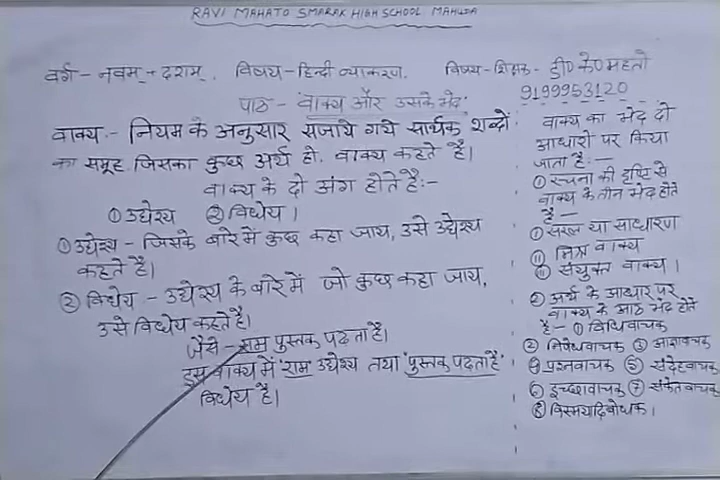 RAVI MAHATO SMARAK HIGH SCHOOL MAHUDA
वर्ग - नवम् + दशम्, विषय - हिन्दी व्याकरण, विषय - शिक्षक - डी० के० महतो
9199953120
पाठ - 'वाक्य और उसके भेद'
वाक्य - नियम के अनुसार सजाये गये सार्थक शब्दों
का समूह जिसका कुछ अर्थ हो, वाक्य कहते है।
वाक्य के दो अंग होते है:-
① उद्येश्य ② विधेय।
① उद्येश्य - जिसके बारे में कुछ कहा जाय, उसे उद्येश्य
कहते है।
② विधेय - उद्येश्य के बारे में जो कुछ कहा जाय,
उसे विधेय कहते है।
जैसे - राम पुस्तक पढ़ता है।
इस वाक्य में 'राम' उद्येश्य तथा 'पुस्तक पढ़ता है'
विधेय है।
वाक्य का भेद दो
आधारों पर किया
जाता है:-
① रचना की दृष्टि से
वाक्य के तीन भेद होते
है-
① सरल या साधारण
⑪ मिश्र वाक्य
⑪ संयुक्त वाक्य।
② अर्थ के आधार पर
वाक्य के आठ भेद होते
है- ① विधिवाचक
② निषेधवाचक ③ आज्ञावाचक
④ प्रश्नवाचक ⑤ संदेहवाचक
⑥ इच्छावाचक ⑦ संकेतवाचक
⑧ विस्मयादिबोधक।